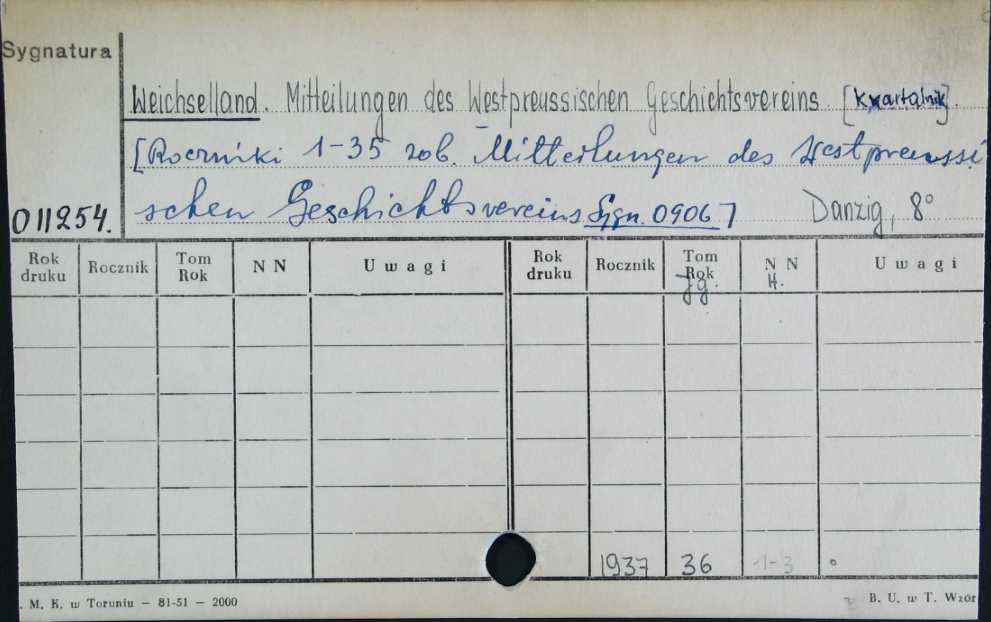 Sygnatura
Weichselland. Mitteilungen des Westpreussischen Geschichtsvereins [kwartalnik].
[Roczniki 1-35 zob. Mitteilungen des Westpreussi
011254. schen Geschichtsvereins Sygn. 0906] Danzig, 8°
Rok druku Rocznik Tom Rok N N Uwagi Rok druku Rocznik Tom Rok N N Uwagi
Jg. H.
1937 36 1-3
. M. K. w Toruniu — 81-51 — 2000 B. U. w T. Wzór